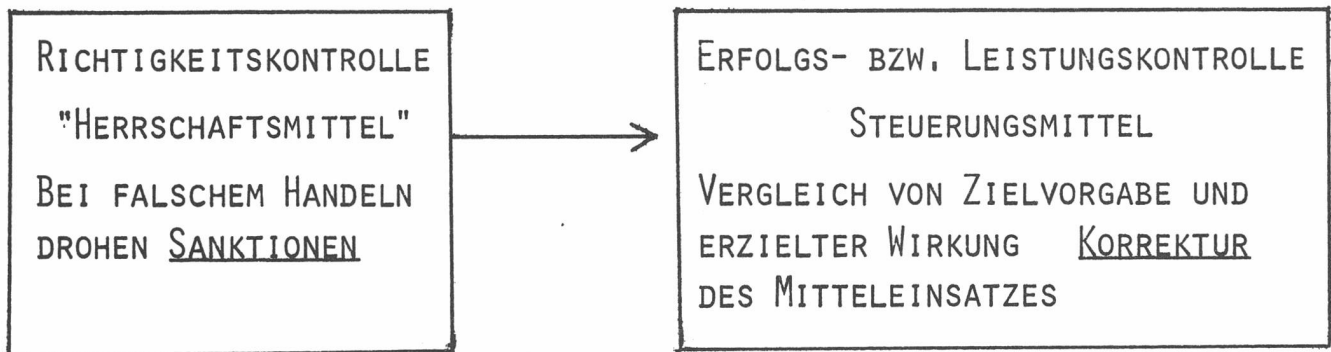 RICHTIGKEITSKONTROLLE
"HERRSCHAFTSMITTEL"
BEI FALSCHEM HANDELN
DROHEN SANKTIONEN
ERFOLGS- BZW. LEISTUNGSKONTROLLE
STEUERUNGSMITTEL
VERGLEICH VON ZIELVORGABE UND
ERZIELTER WIRKUNG KORREKTUR
DES MITTELEINSATZES